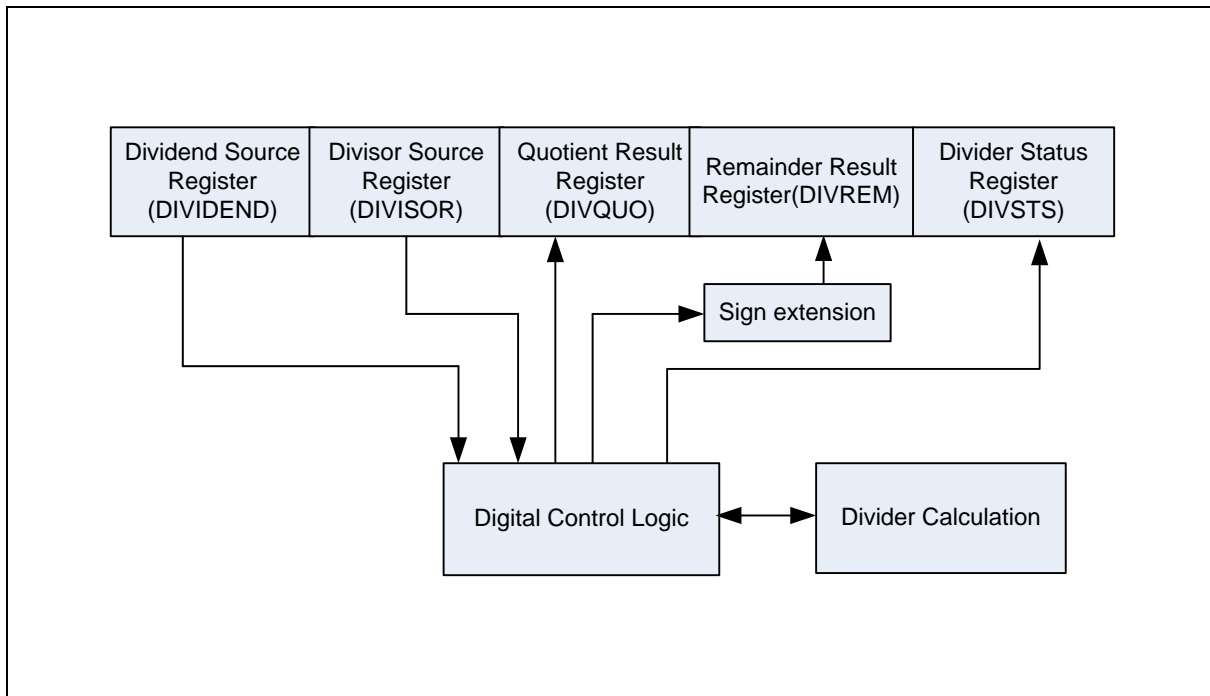 Dividend Source
Register
(DIVIDEND)
Divisor Source
Register
(DIVISOR)
Quotient Result
Register
(DIVQUO)
Remainder Result
Register(DIVREM)
Divider Status
Register
(DIVSTS)
Sign extension
Digital Control Logic
Divider Calculation